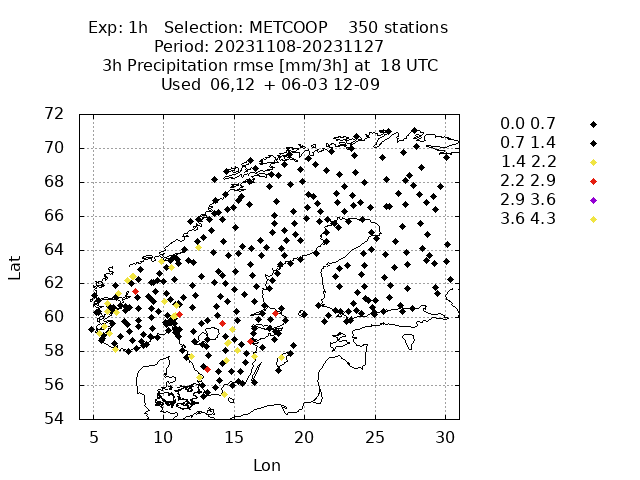 Exp: 1h   Selection: METCOOP    350 stations
Period: 20231108-20231127
3h Precipitation rmse [mm/3h] at  18 UTC
Used  06,12  + 06-03 12-09
72
70
68
66
64
62
60
58
56
54
Lat
5 10 15 20 25 30
Lon
0.0 0.7
0.7 1.4
1.4 2.2
2.2 2.9
2.9 3.6
3.6 4.3